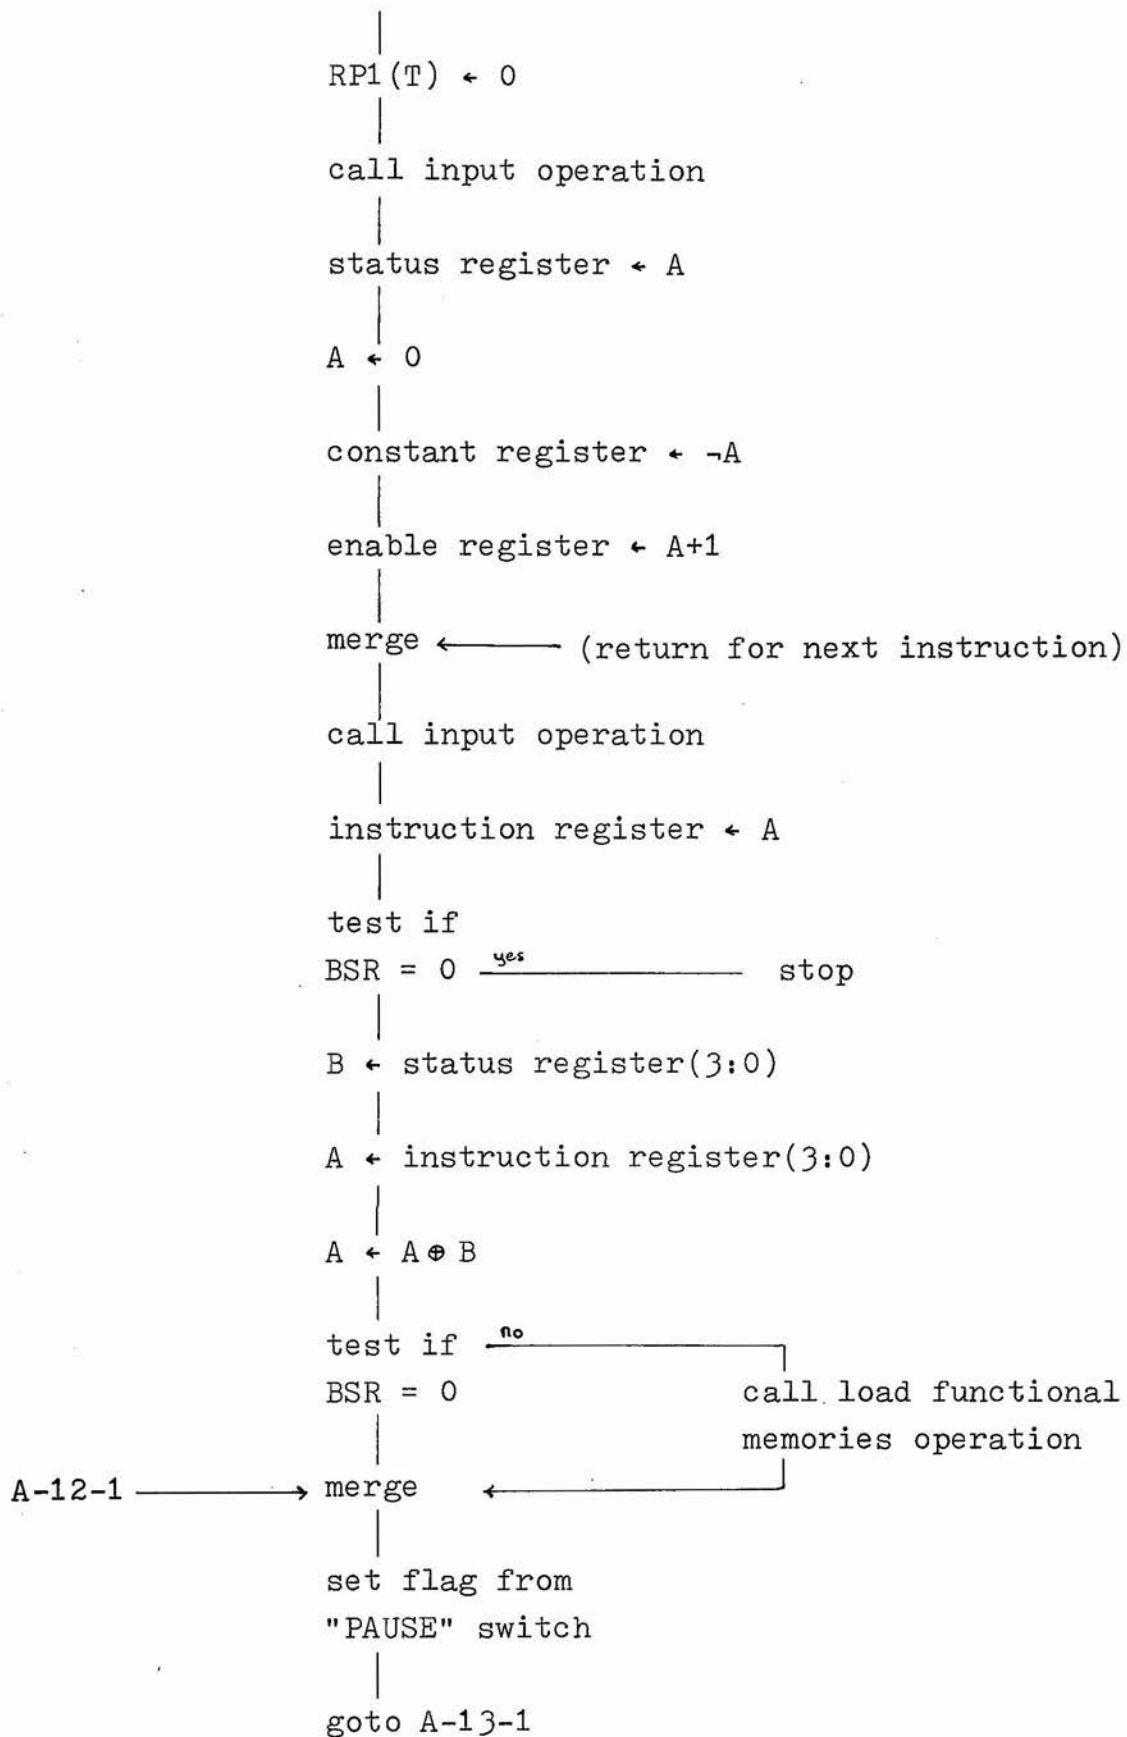 RP1(T) ← 0
call input operation
status register ← A
A ← 0
constant register ← ¬A
enable register ← A+1
merge ← (return for next instruction)
call input operation
instruction register ← A
test if
BSR = 0 yes stop
B ← status register(3:0)
A ← instruction register(3:0)
A ← A ⊕ B
test if no
BSR = 0 call load functional
memories operation
A-12-1 → merge ←
set flag from
"PAUSE" switch
goto A-13-1